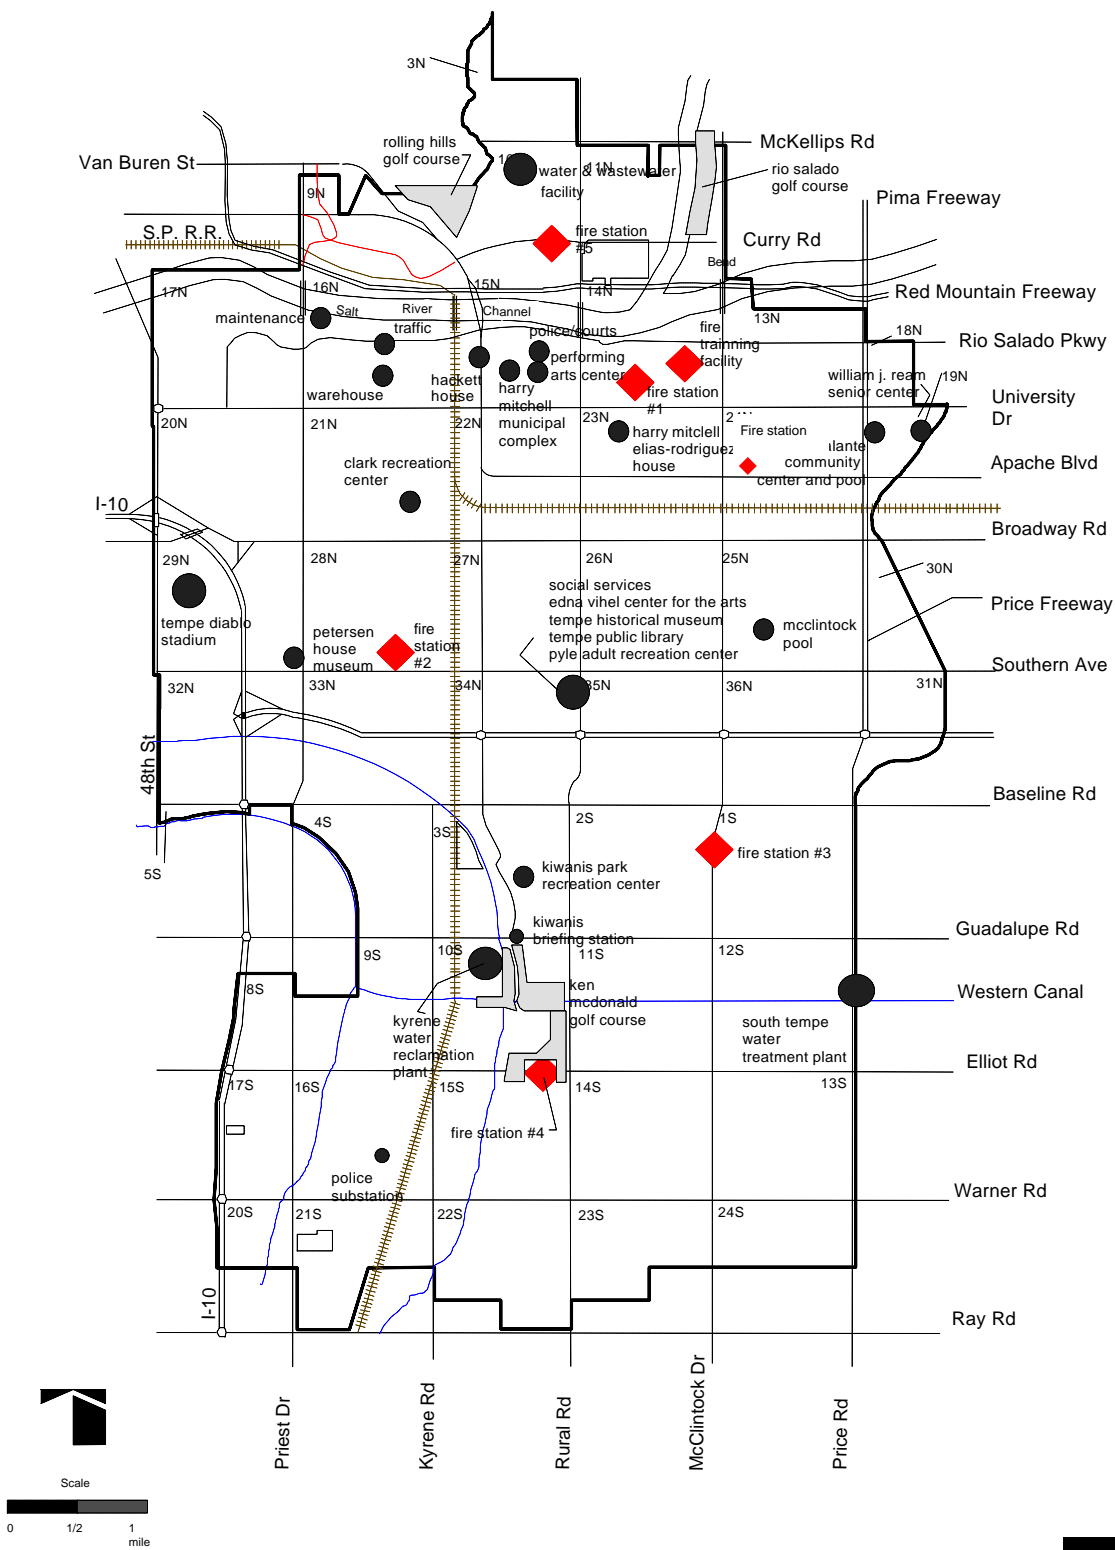 3N
McKellips Rd
rolling hills
golf course
Van Buren St
11N
water & wastewater
facility
rio salado
golf course
9N
Pima Freeway
S.P. R.R.
fire station
#5
Curry Rd
Bend
17N
16N
15N
14N
Red Mountain Freeway
Salt
River
Channel
13N
maintenance
traffic
police/courts
fire
trainning
facility
18N
Rio Salado Pkwy
performing
arts center
william j. ream
senior center
19N
warehouse
hackett
house
harry
mitchell
municipal
complex
fire station
#1
University
Dr
20N
21N
22N
23N
harry mitclell
elias-rodriguez
house
Fire station
lante
community
center and pool
clark recreation
center
Apache Blvd
I-10
Broadway Rd
29N
28N
27N
26N
25N
30N
social services
edna vihel center for the arts
tempe historical museum
tempe public library
pyle adult recreation center
Price Freeway
tempe diablo
stadium
petersen
house
museum
fire
station
#2
mcclintock
pool
Southern Ave
32N
33N
34N
35N
36N
31N
48th St
Baseline Rd
4S
3S
2S
1S
5S
fire station #3
kiwanis park
recreation center
kiwanis
briefing station
Guadalupe Rd
9S
10S
11S
12S
8S
ken
mcdonald
golf course
Western Canal
kyrene
water
reclamation
plant
south tempe
water
treatment plant
Elliot Rd
17S
16S
15S
14S
13S
fire station #4
police
substation
Warner Rd
20S
21S
22S
23S
24S
I-10
Ray Rd
Priest Dr
Kyrene Rd
Rural Rd
McClintock Dr
Price Rd
Scale
0
1/2
1
mile